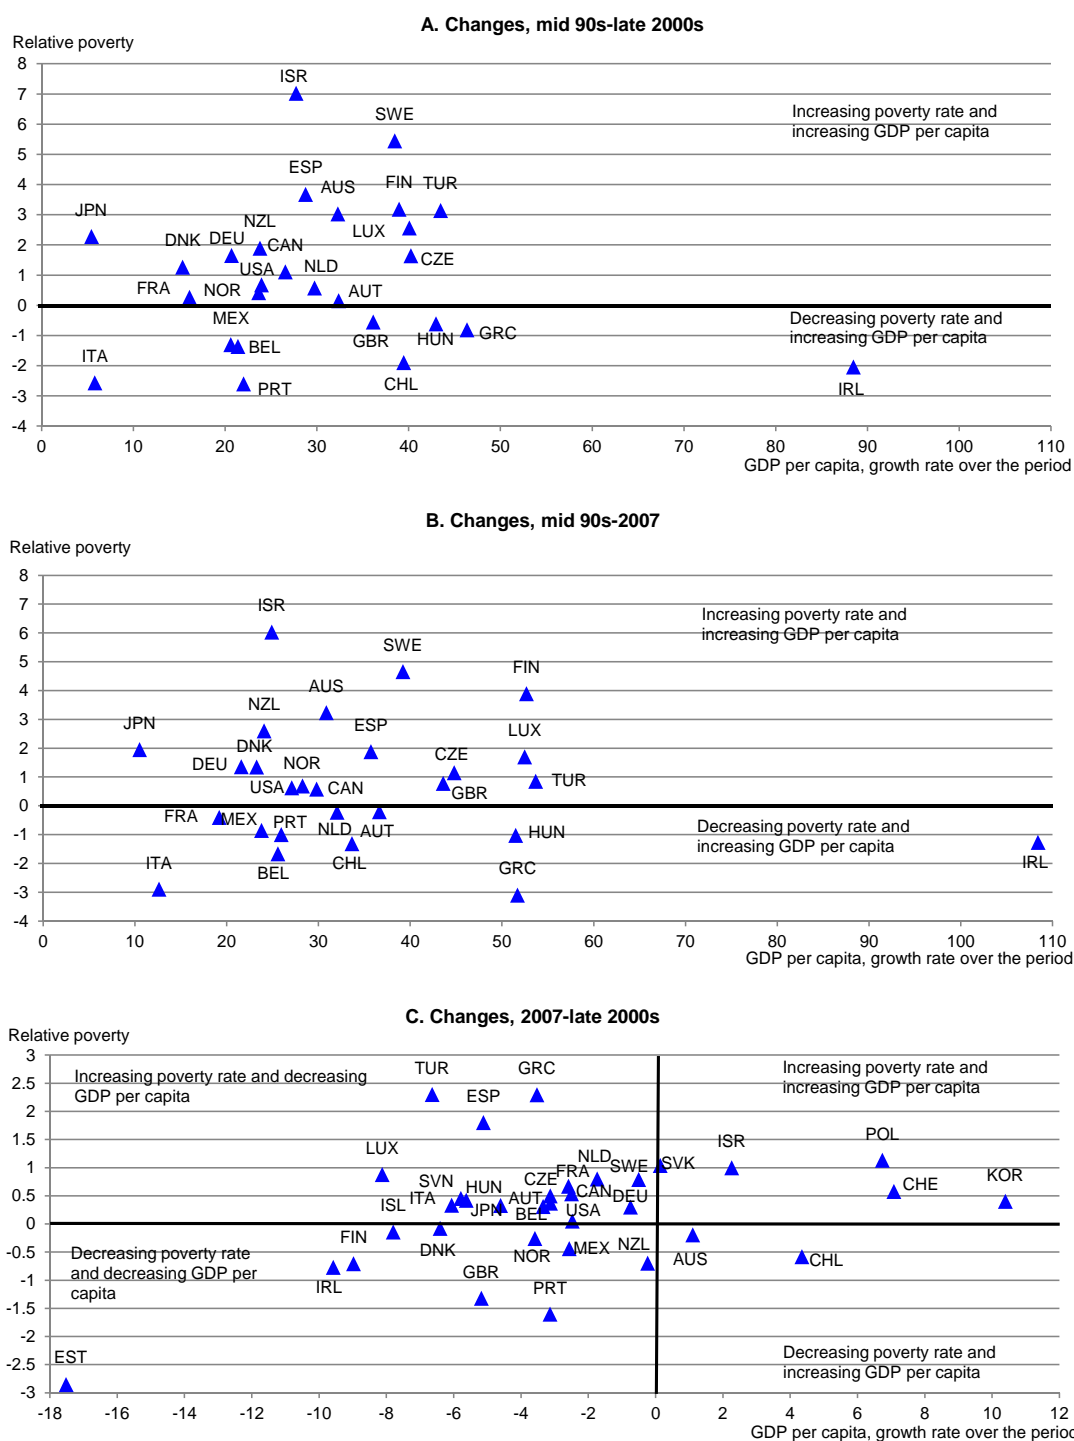 A. Changes, mid 90s-late 2000s
Relative poverty
8
7
6
5
4
3
2
1
0
-1
-2
-3
-4
ISR
SWE
Increasing poverty rate and
increasing GDP per capita
ESP
AUS
FIN
TUR
JPN
NZL
LUX
DNK
DEU
CAN
CZE
USA
NLD
FRA
NOR
AUT
MEX
Decreasing poverty rate and
increasing GDP per capita
GBR
HUN
GRC
ITA
BEL
PRT
CHL
IRL
0 10 20 30 40 50 60 70 80 90 100 110
GDP per capita, growth rate over the period
B. Changes, mid 90s-2007
Relative poverty
8
7
6
5
4
3
2
1
0
-1
-2
-3
-4
ISR
Increasing poverty rate and
increasing GDP per capita
SWE
FIN
AUS
NZL
JPN
ESP
LUX
DNK
DEU
NOR
CZE
USA
CAN
GBR
TUR
FRA
MEX
PRT
NLD
AUT
HUN
Decreasing poverty rate and
increasing GDP per capita
ITA
BEL
CHL
GRC
IRL
0 10 20 30 40 50 60 70 80 90 100 110
GDP per capita, growth rate over the period
C. Changes, 2007-late 2000s
Relative poverty
3
2.5
2
1.5
1
0.5
0
-0.5
-1
-1.5
-2
-2.5
-3
Increasing poverty rate and decreasing
GDP per capita
TUR
GRC
Increasing poverty rate and
increasing GDP per capita
ESP
LUX
ISR
POL
NLD
SWE
SVK
SVN
CZE
FRA
KOR
HUN
CAN
CHE
ISL
ITA
JPN
AUT
DEU
BEL
USA
FIN
DNK
NOR
MEX
NZL
AUS
CHL
Decreasing poverty rate
and decreasing GDP per
capita
IRL
GBR
PRT
EST
Decreasing poverty rate and
increasing GDP per capita
-18 -16 -14 -12 -10 -8 -6 -4 -2 0 2 4 6 8 10 12
GDP per capita, growth rate over the period